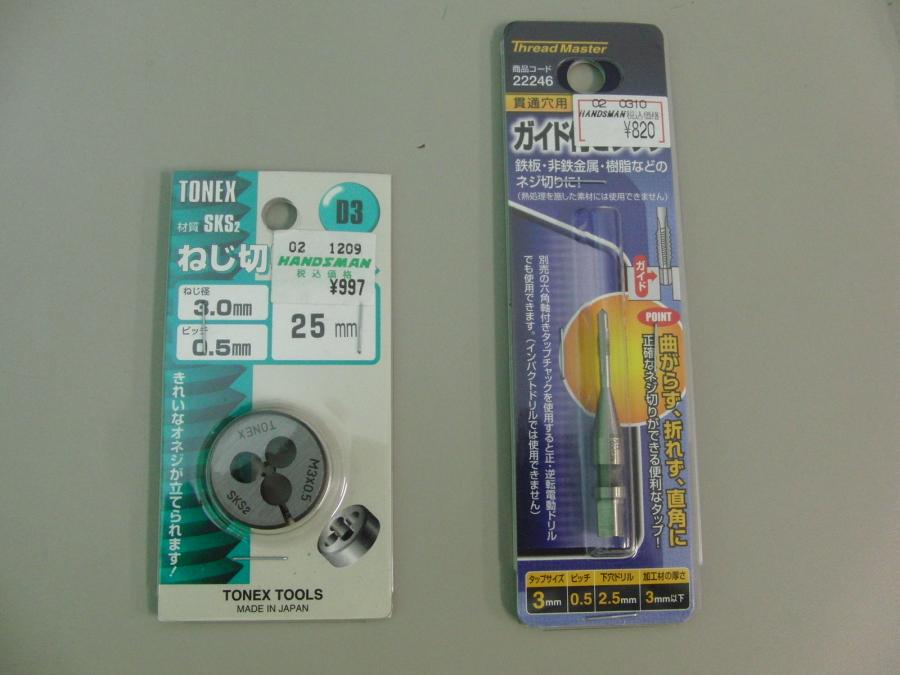 TONEX
材質 SKS2
D3
ねじ切
02 1209
HANDSMAN
税込価格
¥997
ねじ径
3.0mm
ピッチ
0.5mm
25 mm
きれいなオネジが立てられます!
TONEX
M3X0.5
SKS2
TONEX TOOLS
MADE IN JAPAN
Thread Master
商品コード
22246
貫通穴用
02 0310
HANDSMAN 税込価格
¥820
ガイド付き
鉄板・非鉄金属・樹脂などの
ネジ切りに!
(熱処理を施した素材には使用できません)
ガイド
別売の六角軸付きタップチャックを使用すると正・逆転電動ドリル
でも使用できます。(インパクトドリルでは使用できません)
POINT
曲がらず、折れず、直角に
正確なネジ切りができる便利なタップ!
タップサイズ ピッチ 下穴ドリル 加工材の厚さ
3mm 0.5 2.5mm 3mm以下